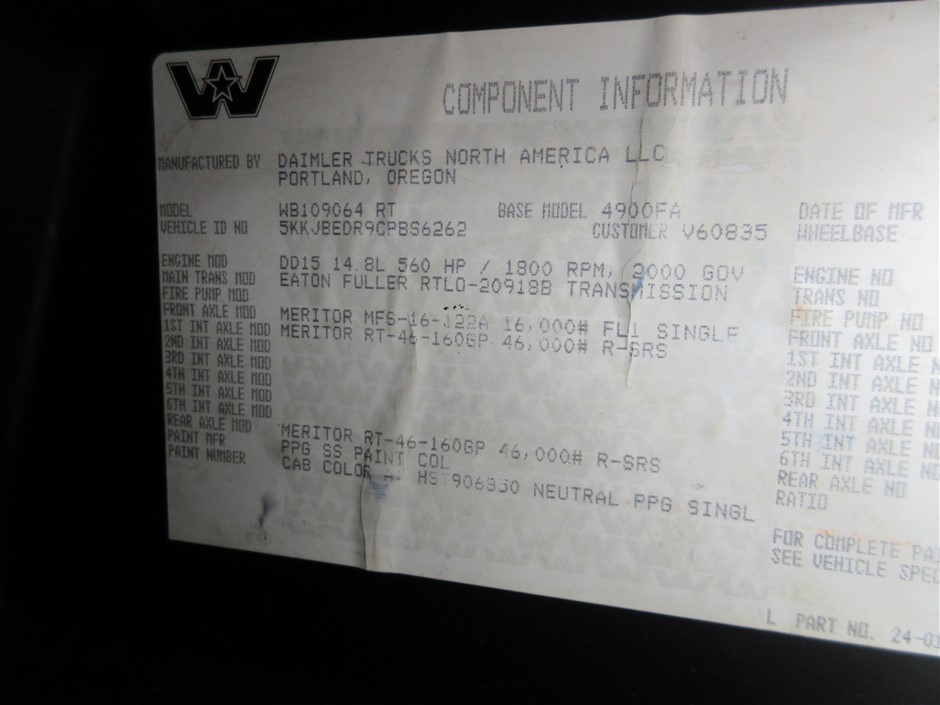 W
COMPONENT INFORMATION
MANUFACTURED BY DAIMLER TRUCKS NORTH AMERICA LLC
PORTLAND, OREGON
MODEL WB109064 RT BASE MODEL 4900FA DATE OF MFR
VEHICLE ID NO 5KKJBEDR9CPBS6262 CUSTOMER V60835 WHEELBASE
ENGINE MOD DD15 14.8L 560 HP / 1800 RPM, 2000 GOV ENGINE NO
MAIN TRANS MOD EATON FULLER RTLO-20918B TRANSMISSION TRANS NO
FIRE PUMP MOD FIRE PUMP NO
FRONT AXLE MOD MERITOR MFS-16-122A 16,000# FL1 SINGLE FRONT AXLE NO
1ST INT AXLE MOD MERITOR RT-46-160GP 46,000# R-SRS 1ST INT AXLE N
2ND INT AXLE MOD 2ND INT AXLE
3RD INT AXLE MOD 3RD INT AXLE N
4TH INT AXLE MOD 4TH INT AXLE N
5TH INT AXLE MOD 5TH INT AXLE N
6TH INT AXLE MOD 6TH INT AXLE NO
REAR AXLE MOD MERITOR RT-46-160GP 46,000# R-SRS REAR AXLE NO
PAINT MFR PPG SS PAINT COL RATIO
PAINT NUMBER CAB COLOR HST906350 NEUTRAL PPG SINGL
FOR COMPLETE PAI
SEE VEHICLE SPEC
L PART NO. 24-01